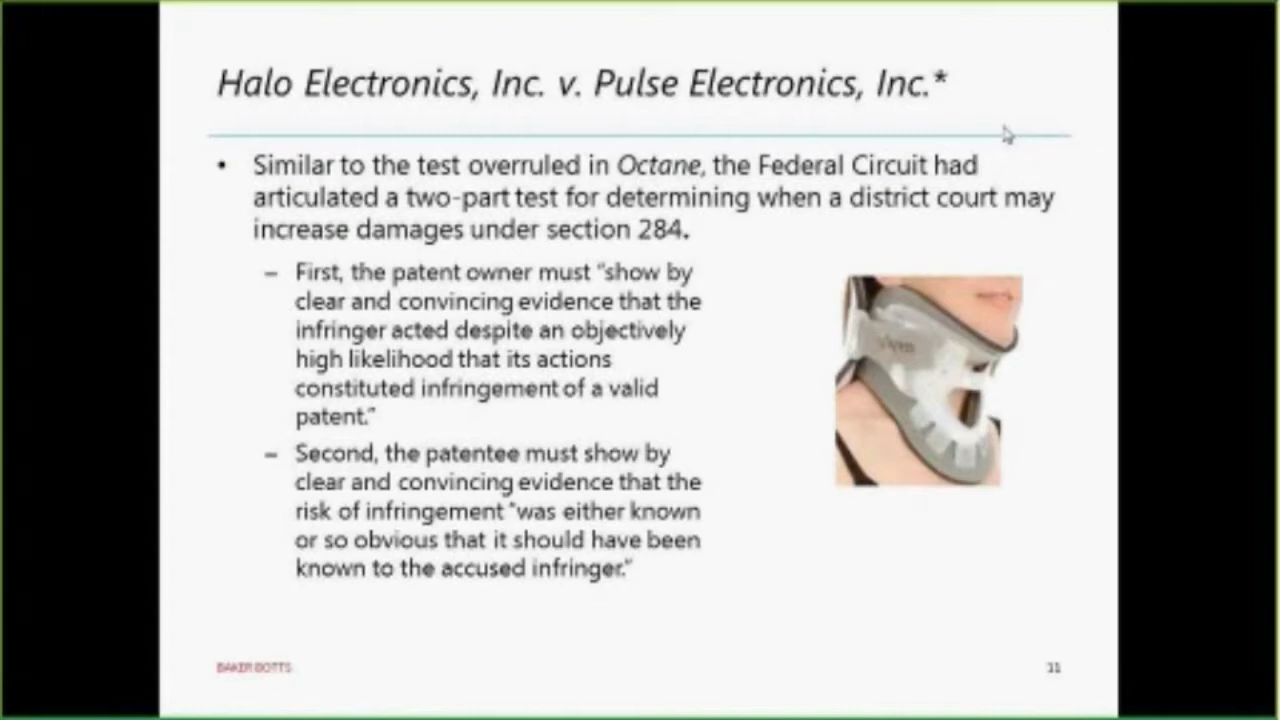 Halo Electronics, Inc. v. Pulse Electronics, Inc.*
• Similar to the test overruled in Octane, the Federal Circuit had
articulated a two-part test for determining when a district court may
increase damages under section 284.
– First, the patent owner must "show by
clear and convincing evidence that the
infringer acted despite an objectively
high likelihood that its actions
constituted infringement of a valid
patent."
– Second, the patentee must show by
clear and convincing evidence that the
risk of infringement "was either known
or so obvious that it should have been
known to the accused infringer."
BAKER BOTTS
11